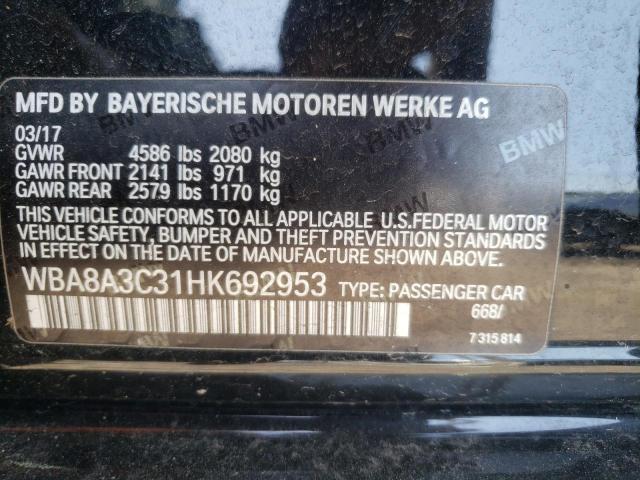 MFD BY BAYERISCHE MOTOREN WERKE AG
03/17
GVWR 4586 lbs 2080 kg
GAWR FRONT 2141 lbs 971 kg
GAWR REAR 2579 lbs 1170 kg
THIS VEHICLE CONFORMS TO ALL APPLICABLE U.S.FEDERAL MOTOR
VEHICLE SAFETY, BUMPER AND THEFT PREVENTION STANDARDS
IN EFFECT ON THE DATE OF MANUFACTURE SHOWN ABOVE.
WBA8A3C31HK692953 TYPE: PASSENGER CAR
668/
7 315 814
BMW
BMW